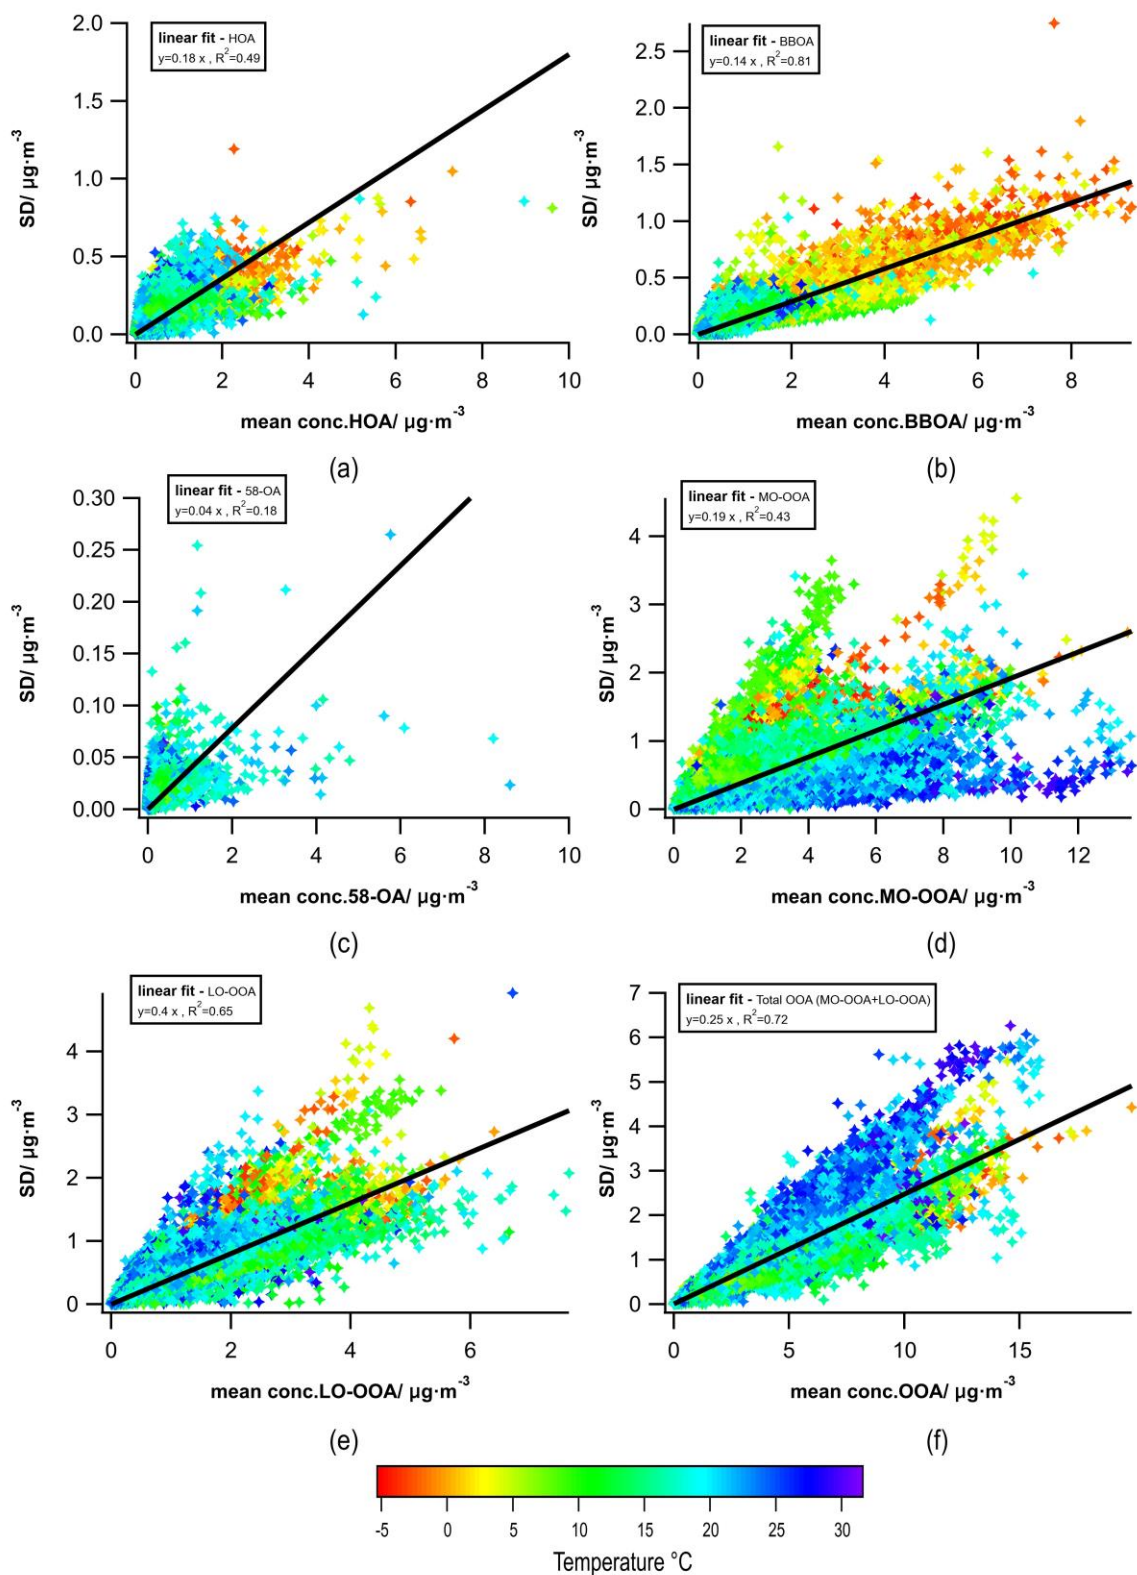 linear fit - HOA
y=0.18 x , R²=0.49
2.0
1.5
1.0
0.5
0.0
SD/ µg·m⁻³
0 2 4 6 8 10
mean conc.HOA/ µg·m⁻³
(a)
linear fit - BBOA
y=0.14 x , R²=0.81
2.5
2.0
1.5
1.0
0.5
0.0
SD/ µg·m⁻³
0 2 4 6 8
mean conc.BBOA/ µg·m⁻³
(b)
linear fit - 58-OA
y=0.04 x , R²=0.18
0.30
0.25
0.20
0.15
0.10
0.05
0.00
SD/ µg·m⁻³
0 2 4 6 8 10
mean conc.58-OA/ µg·m⁻³
(c)
linear fit - MO-OOA
y=0.19 x , R²=0.43
4
3
2
1
0
SD/ µg·m⁻³
0 2 4 6 8 10 12
mean conc.MO-OOA/ µg·m⁻³
(d)
linear fit - LO-OOA
y=0.4 x , R²=0.65
4
3
2
1
0
SD/ µg·m⁻³
0 2 4 6
mean conc.LO-OOA/ µg·m⁻³
(e)
linear fit - Total OOA (MO-OOA+LO-OOA)
y=0.25 x , R²=0.72
7
6
5
4
3
2
1
0
SD/ µg·m⁻³
0 5 10 15
mean conc.OOA/ µg·m⁻³
(f)
-5 0 5 10 15 20 25 30
Temperature °C